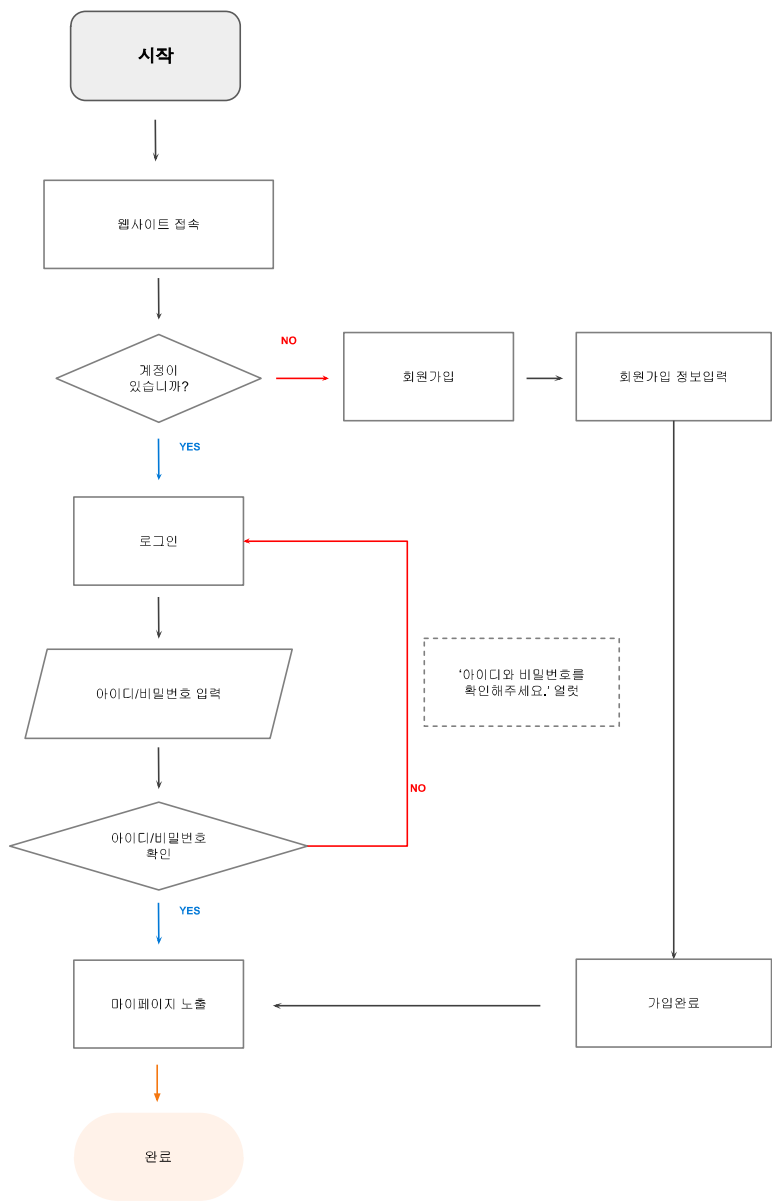 시작
웹사이트 접속
계정이
있습니까?
NO
회원가입
회원가입 정보입력
YES
로그인
아이디/비밀번호 입력
'아이디와 비밀번호를
확인해주세요.' 얼럿
NO
아이디/비밀번호
확인
YES
마이페이지 노출
가입완료
완료